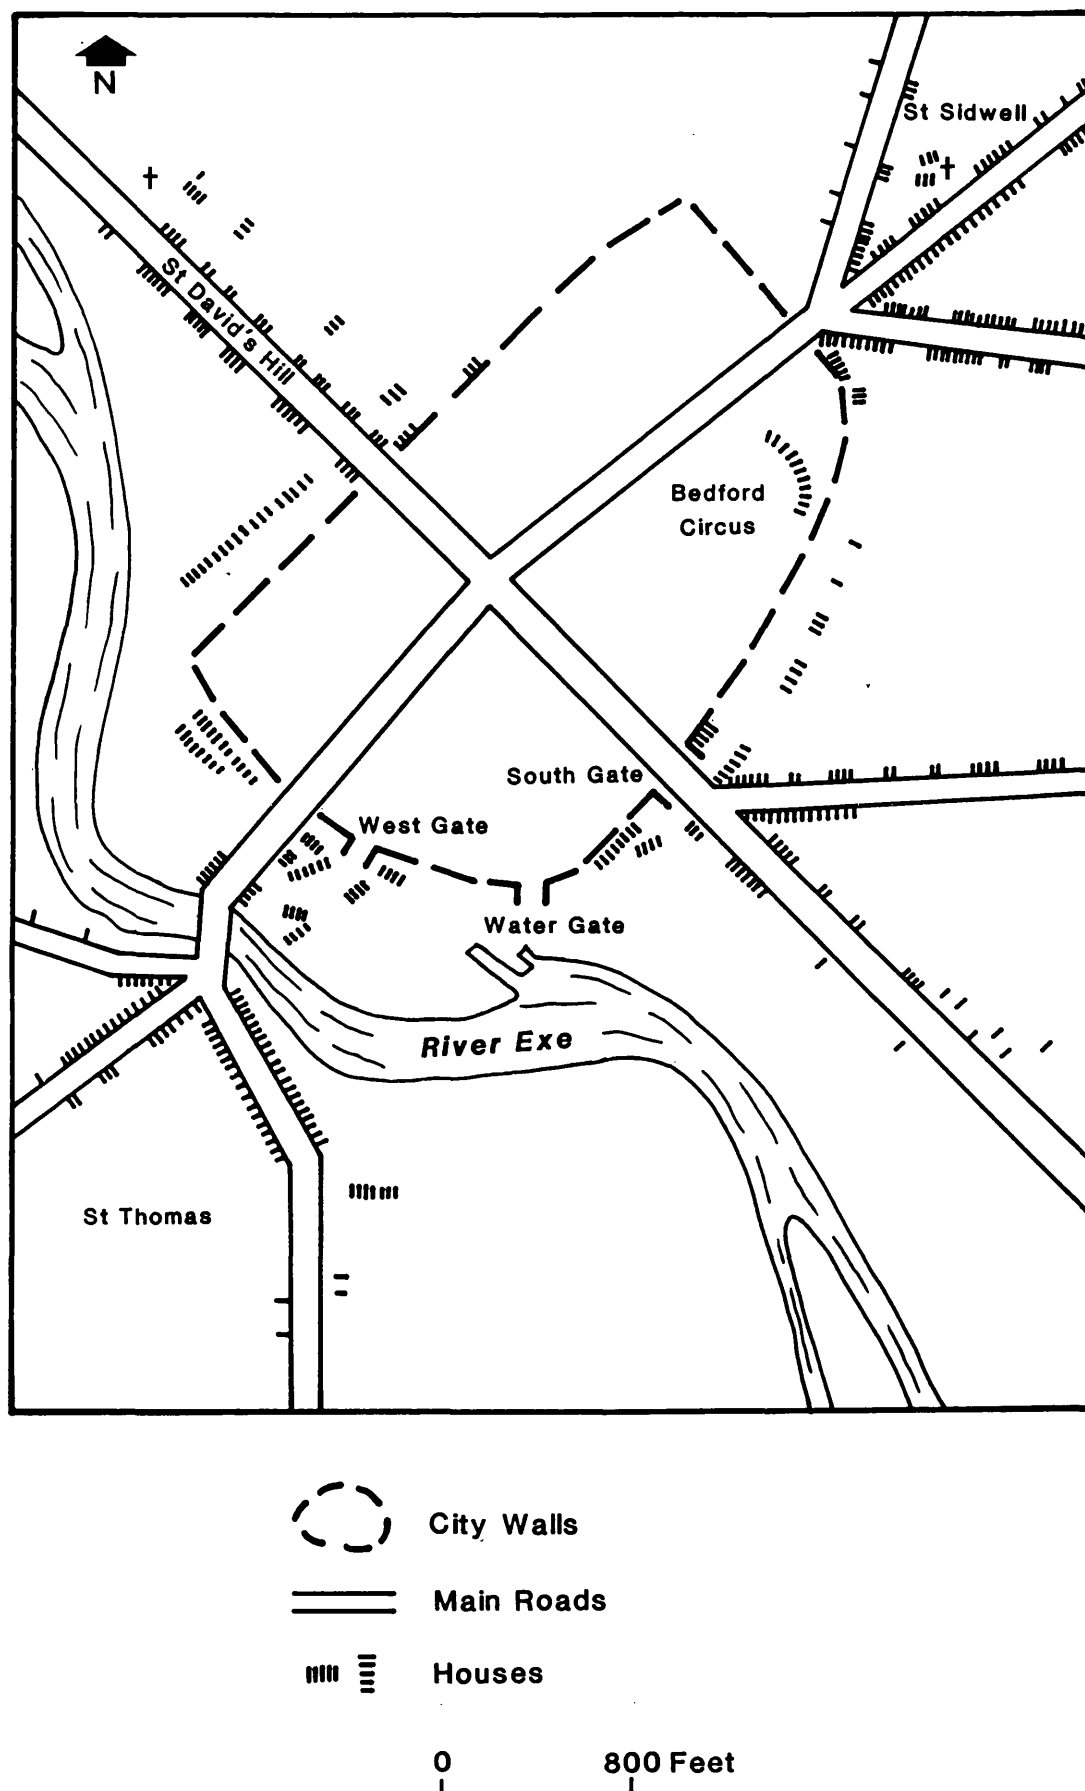 N
St Sidwell
St David's Hill
Bedford
Circus
South Gate
West Gate
Water Gate
River Exe
St Thomas
City Walls
Main Roads
Houses
0 800 Feet